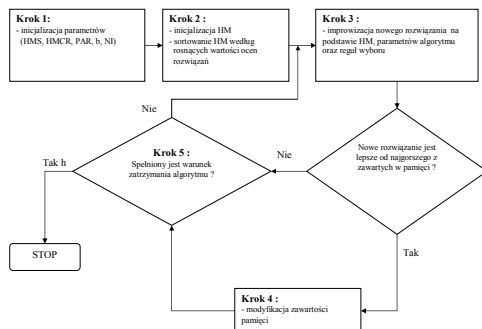 Krok 1:
- inicjalizacja parametrów
(HMS, HMCR, PAR, b, NI)
Krok 2 :
- inicjalizacja HM
- sortowanie HM według
rosnących wartości ocen
rozwiązań
Krok 3 :
- improwizacja nowego rozwiązania na
podstawie HM, parametrów algorytmu
oraz reguł wyboru
Nie
Krok 5 :
Spełniony jest warunek
zatrzymania algorytmu ?
Tak h
Nie
Nowe rozwiązanie jest
lepsze od najgorszego z
zawartych w pamięci ?
STOP
Tak
Krok 4 :
- modyfikacja zawartości
pamięci